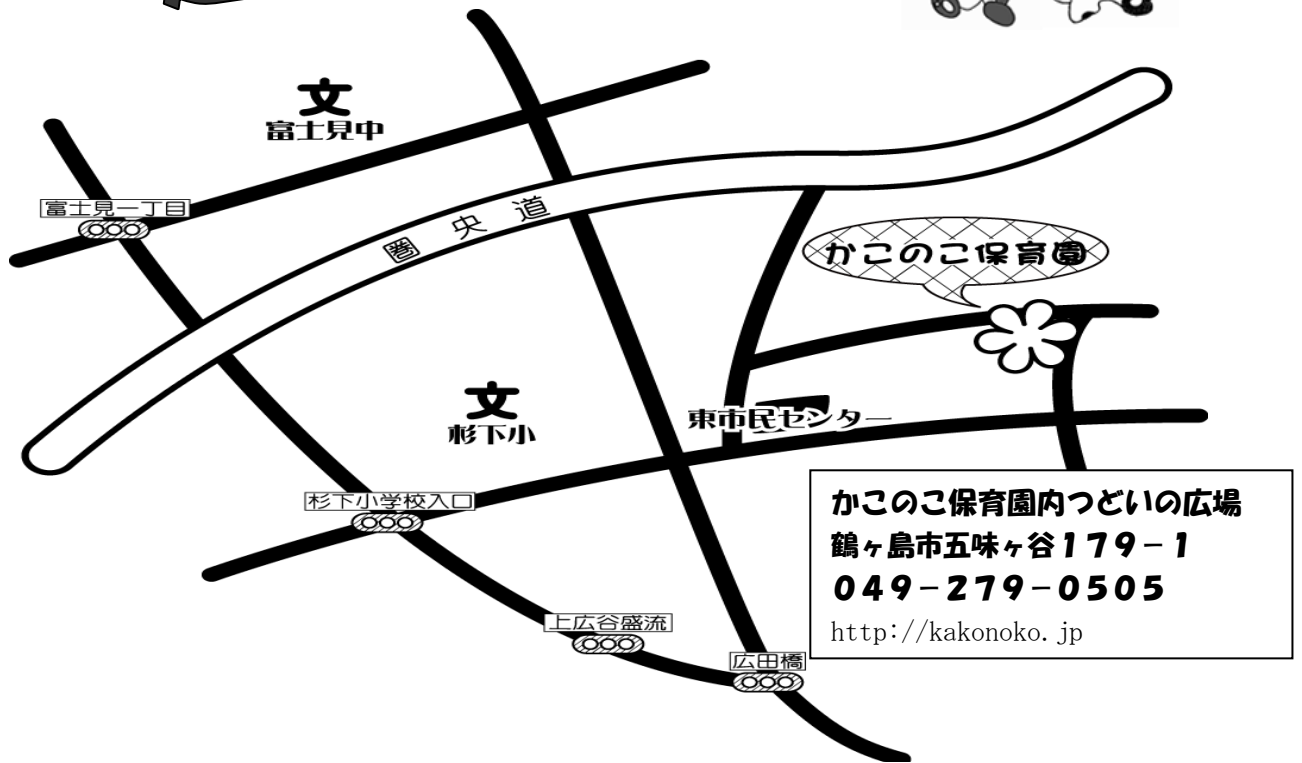 文
富士見中
富士見一丁目
圏央道
かこのこ保育園
文
杉下小
東市民センター
杉下小学校入口
かこのこ保育園内つどいの広場
鶴ヶ島市五味ヶ谷179-1
049-279-0505
http://kakonoko.jp
上広谷盛流
広田橋